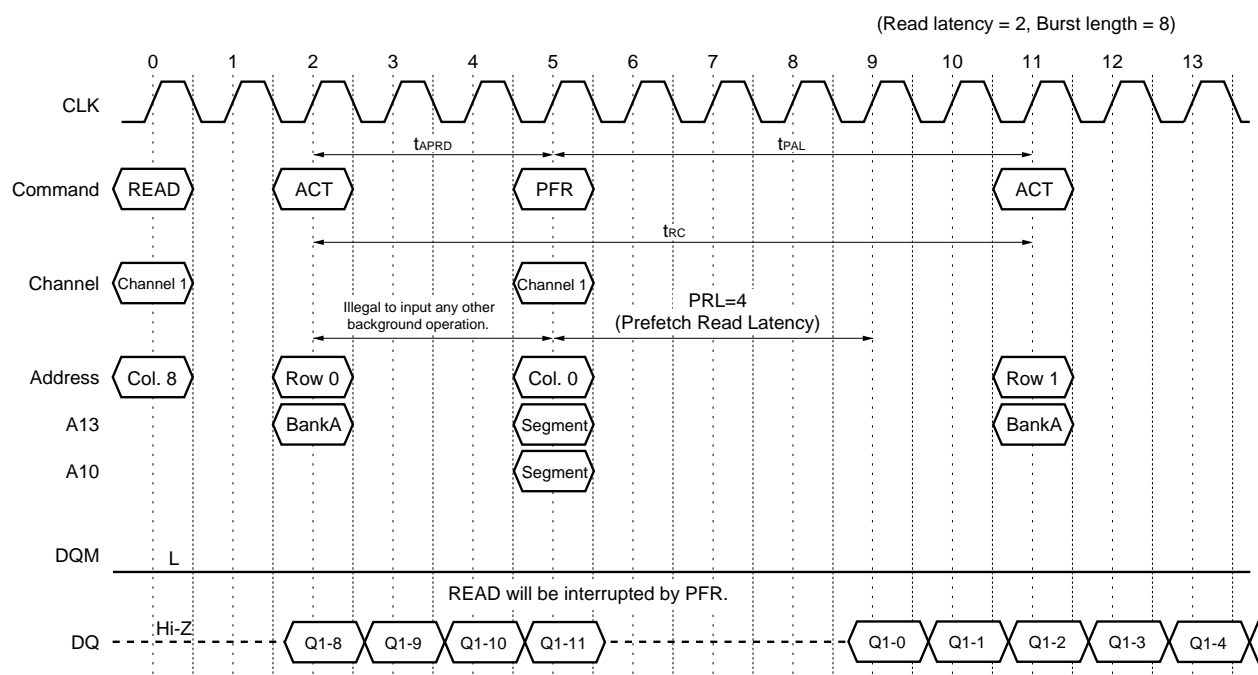 (Read latency = 2, Burst length = 8)
0 1 2 3 4 5 6 7 8 9 10 11 12 13
CLK
tAPRD tPAL
Command READ ACT PFR ACT
tRC
Channel Channel 1 Channel 1
Illegal to input any other
background operation.
PRL=4
(Prefetch Read Latency)
Address Col. 8 Row 0 Col. 0 Row 1
A13 BankA Segment BankA
A10 Segment
DQM L
READ will be interrupted by PFR.
DQ Hi-Z Q1-8 Q1-9 Q1-10 Q1-11 Q1-0 Q1-1 Q1-2 Q1-3 Q1-4